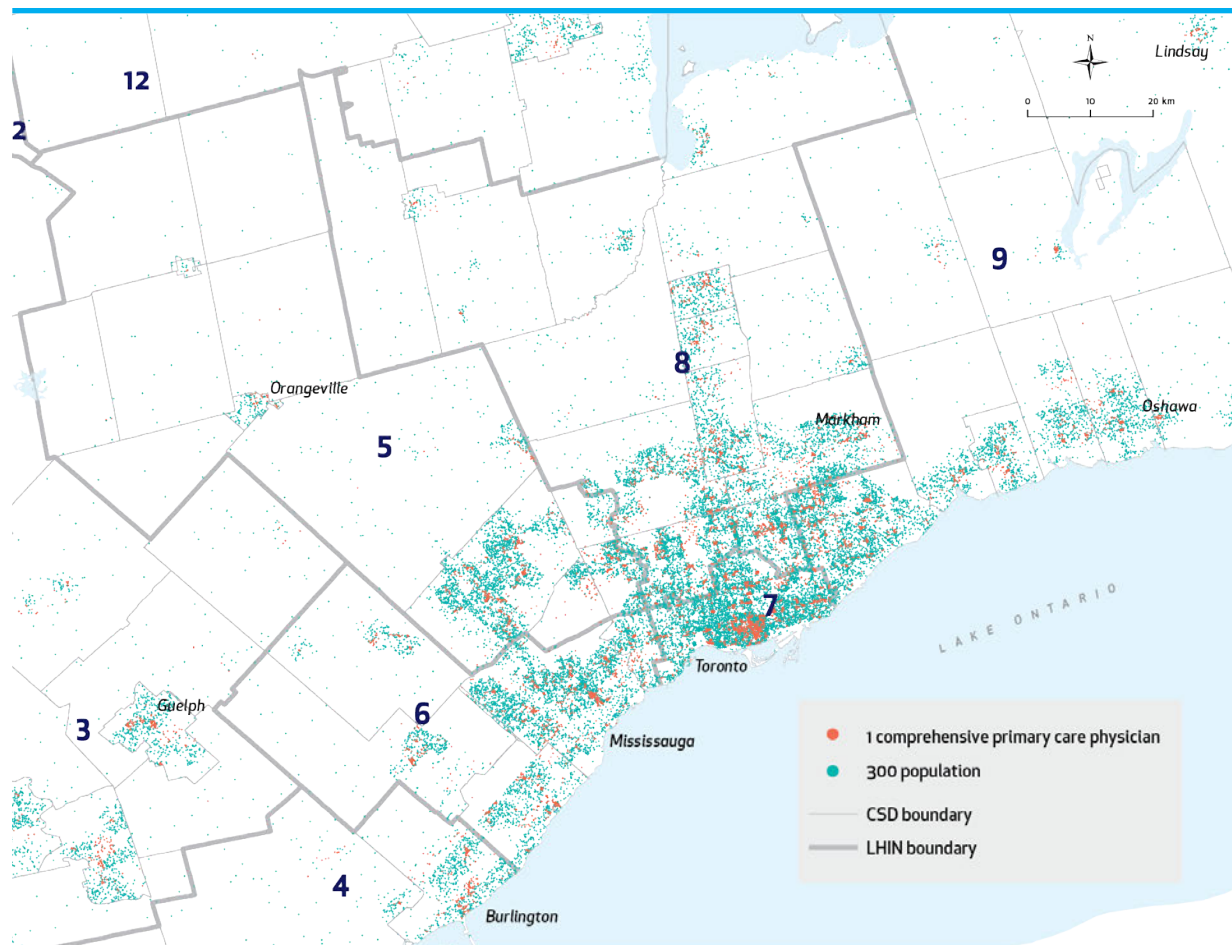 N
Lindsay
12
0 10 20 km
2
9
8
Orangeville
Markham
Oshawa
5
7
LAKE ONTARIO
Toronto
Guelph
6
3
Mississauga
1 comprehensive primary care physician
300 population
CSD boundary
LHIN boundary
4
Burlington